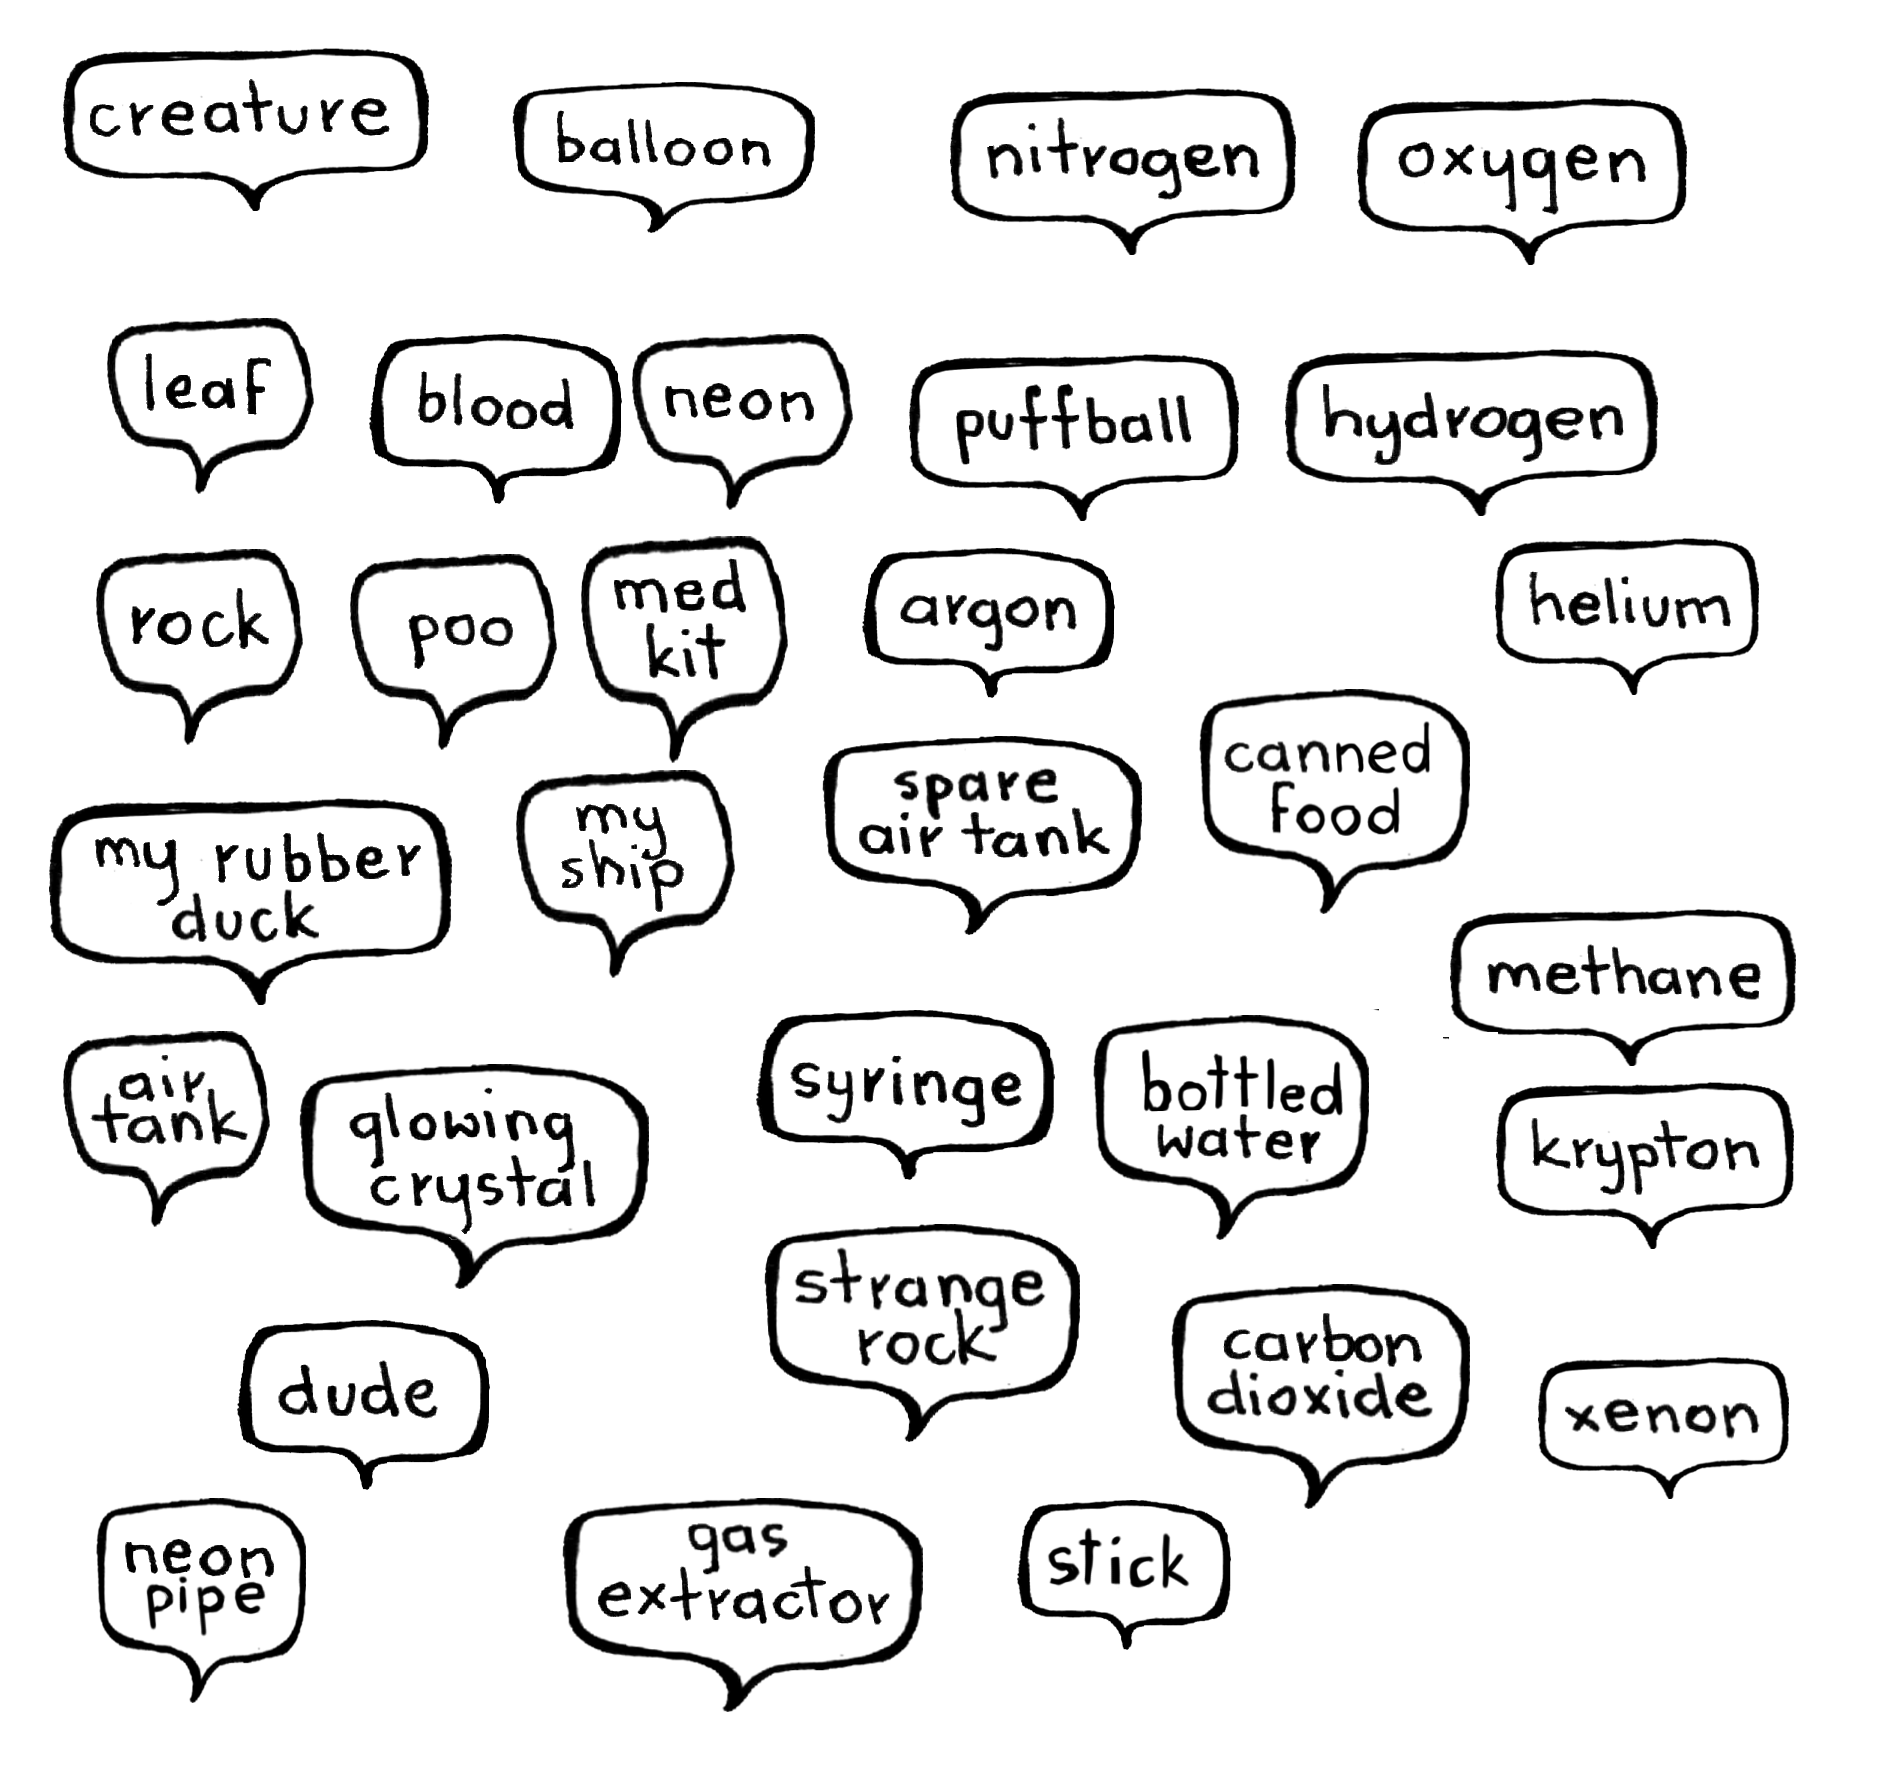 creature
balloon
nitrogen
oxygen
leaf
blood
neon
puffball
hydrogen
rock
poo
med
kit
argon
helium
my rubber
duck
my
ship
spare
air tank
canned
food
methane
air
tank
glowing
crystal
syringe
bottled
water
krypton
dude
strange
rock
carbon
dioxide
xenon
neon
pipe
gas
extractor
stick